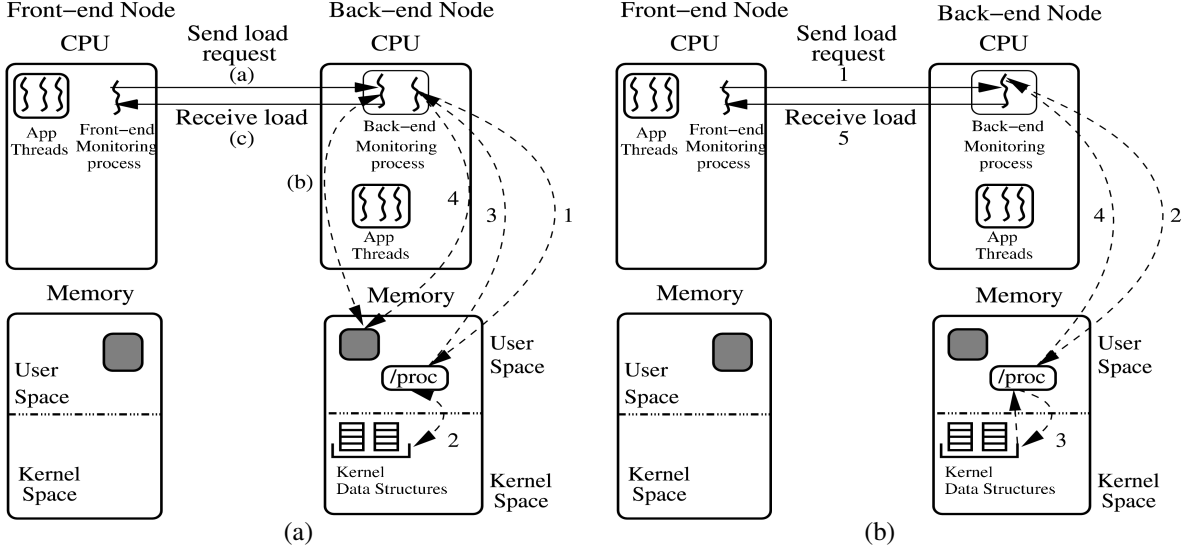 Front−end Node
Back−end Node
CPU
CPU
Send load
request
(a)
Receive load
(c)
App
Threads
Front−end
Monitoring
process
Back−end
Monitoring
process
(b)
App
Threads
4
3
1
Memory
Memory
User
Space
Kernel
Space
/proc
2
Kernel
Data Structures
User
Space
Kernel
Space
(a)
Front−end Node
Back−end Node
CPU
CPU
Send load
request
1
Receive load
5
App
Threads
Front−end
Monitoring
process
Back−end
Monitoring
process
App
Threads
4
2
Memory
Memory
User
Space
Kernel
Space
/proc
3
Kernel
Data Structures
User
Space
Kernel
Space
(b)